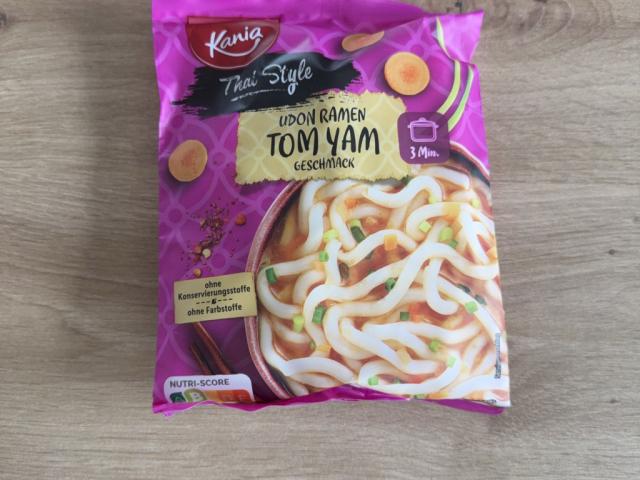 Kania
Thai Style
UDON RAMEN
TOM YAM
GESCHMACK
3 Min.
ohne
Konservierungsstoffe
ohne Farbstoffe
NUTRI-SCORE
B